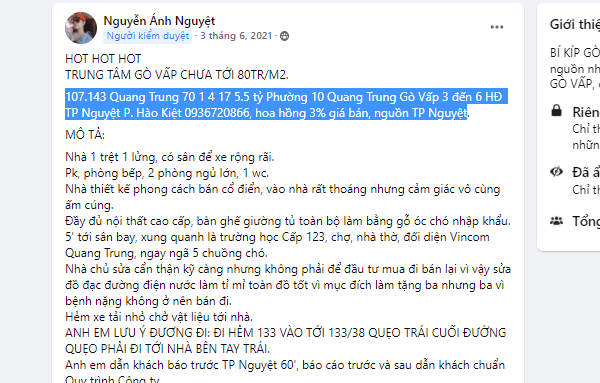 Nguyễn Ánh Nguyệt
Người kiểm duyệt · 3 tháng 6, 2021 ·
HOT HOT HOT
TRUNG TÂM GÒ VẤP CHƯA TỚI 80TR/M2.
107.143 Quang Trung 70 1 4 17 5.5 tỷ Phường 10 Quang Trung Gò Vấp 3 đến 6 HĐ
TP Nguyệt P. Hào Kiệt 0936720866, hoa hồng 3% giá bán, nguồn TP Nguyệt.
MÔ TẢ:
Nhà 1 trệt 1 lửng, có sân để xe rộng rãi.
Pk, phòng bếp, 2 phòng ngủ lớn, 1 wc.
Nhà thiết kế phong cách bán cổ điển, vào nhà rất thoáng nhưng cảm giác vô cùng
ấm cúng.
Đầy đủ nội thất cao cấp, bàn ghế giường tủ toàn bộ làm bằng gỗ óc chó nhập khẩu.
5' tới sân bay, xung quanh là trường học Cấp 123, chợ, nhà thờ, đối diện Vincom
Quang Trung, ngay ngã 5 chuồng chó.
Nhà chủ sửa cẩn thận kỹ càng nhưng không phải để đầu tư mua đi bán lại vì vậy sửa
đồ đạc đường điện nước làm tỉ mỉ toàn đồ tốt vì mục đích làm tặng ba nhưng ba vì
bệnh nặng không ở nên bán đi.
Hẻm xe tải nhỏ chở vật liệu tới nhà.
ANH EM LƯU Ý ĐƯƠNG ĐI: ĐI HẺM 133 VÀO TỚI 133/38 QUẸO TRÁI CUỐI ĐƯỜNG
QUẸO PHẢI ĐI TỚI NHÀ BÊN TAY TRÁI.
Anh em dẫn khách báo trước TP Nguyệt 60', báo cáo trước và sau dẫn khách chuẩn
Quy trình Công ty
Giới thiệ
BÍ KÍP GÒ
nguồn nh
GÒ VẤP,
Riên
Chỉ th
nhữn
Đã ẩ
Chỉ th
Tổng